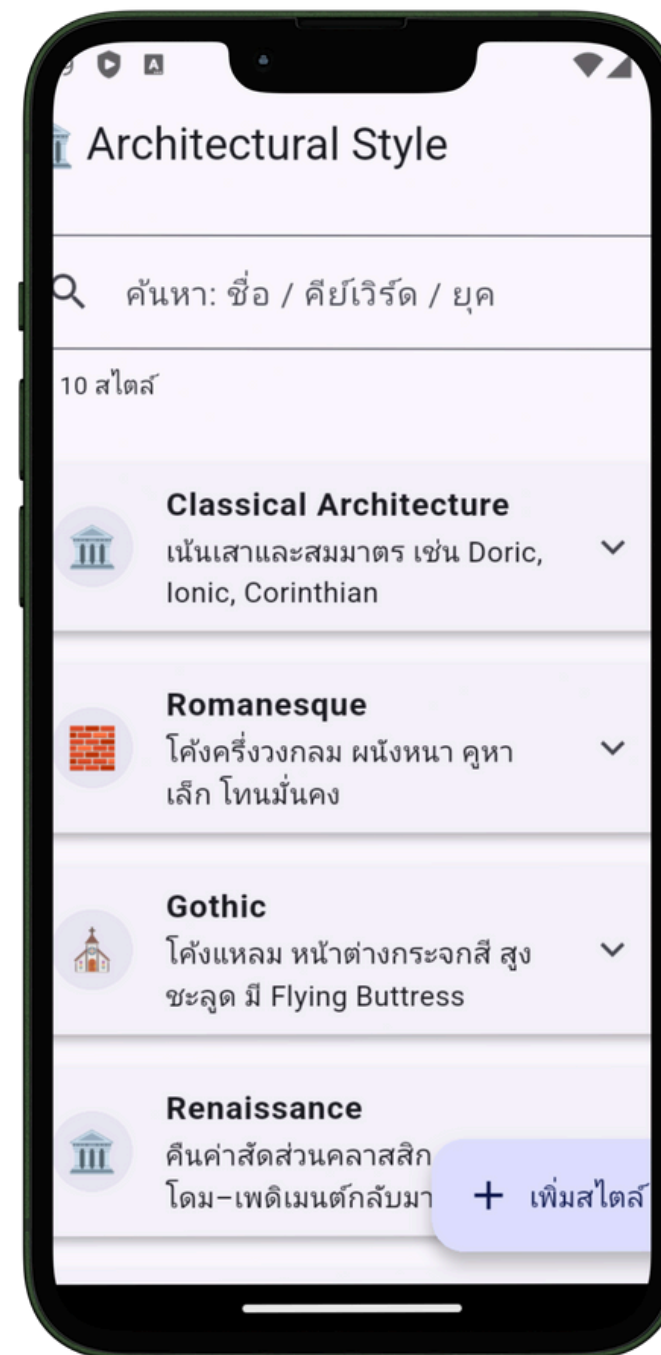 Architectural Style
ค้นหา: ชื่อ / คีย์เวิร์ด / ยุค
10 สไตล์
Classical Architecture
เน้นเสาและสมมาตร เช่น Doric,
Ionic, Corinthian
Romanesque
โค้งครึ่งวงกลม ผนังหนา คูหา
เล็ก โทนมั่นคง
Gothic
โค้งแหลม หน้าต่างกระจกสี สูง
ชะลูด มี Flying Buttress
Renaissance
คืนค่าสัดส่วนคลาสสิก
โดม–เพดิเมนต์กลับมา
+ เพิ่มสไตล์